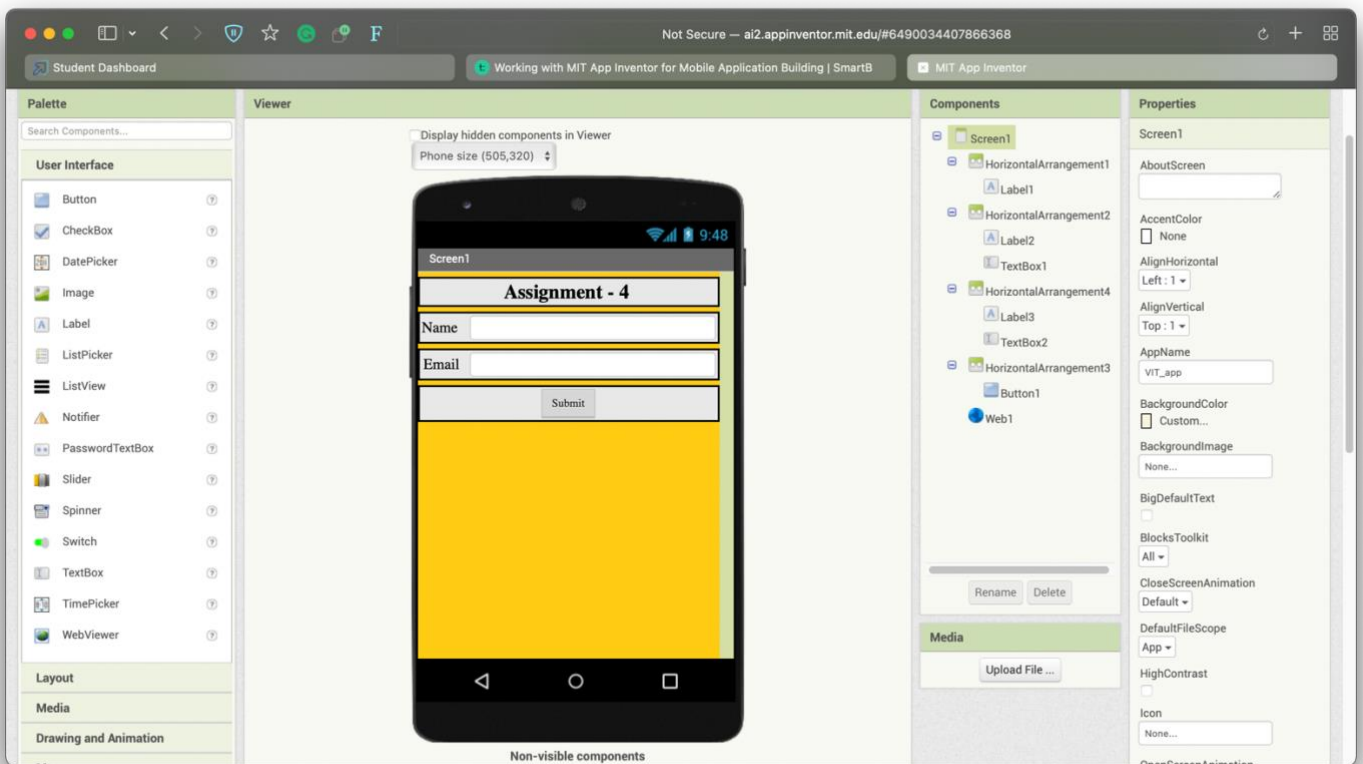 F
Not Secure — ai2.appinventor.mit.edu/#6490034407866368
Student Dashboard
t: Working with MIT App Inventor for Mobile Application Building | SmartB
MIT App Inventor
Palette
Search Components...
User Interface
Button
CheckBox
DatePicker
Image
Label
ListPicker
ListView
Notifier
PasswordTextBox
Slider
Spinner
Switch
TextBox
TimePicker
WebViewer
Layout
Media
Drawing and Animation
Viewer
Display hidden components in Viewer
Phone size (505,320)
9:48
Screen1
Assignment - 4
Name
Email
Submit
Non-visible components
Components
Screen1
HorizontalArrangement1
Label1
HorizontalArrangement2
Label2
TextBox1
HorizontalArrangement4
Label3
TextBox2
HorizontalArrangement3
Button1
Web1
Rename Delete
Media
Upload File ...
Properties
Screen1
AboutScreen
AccentColor
None
AlignHorizontal
Left : 1
AlignVertical
Top : 1
AppName
VIT_app
BackgroundColor
Custom...
BackgroundImage
None...
BigDefaultText
BlocksToolkit
All
CloseScreenAnimation
Default
DefaultFileScope
App
HighContrast
Icon
None...
OpenScreenAnimation